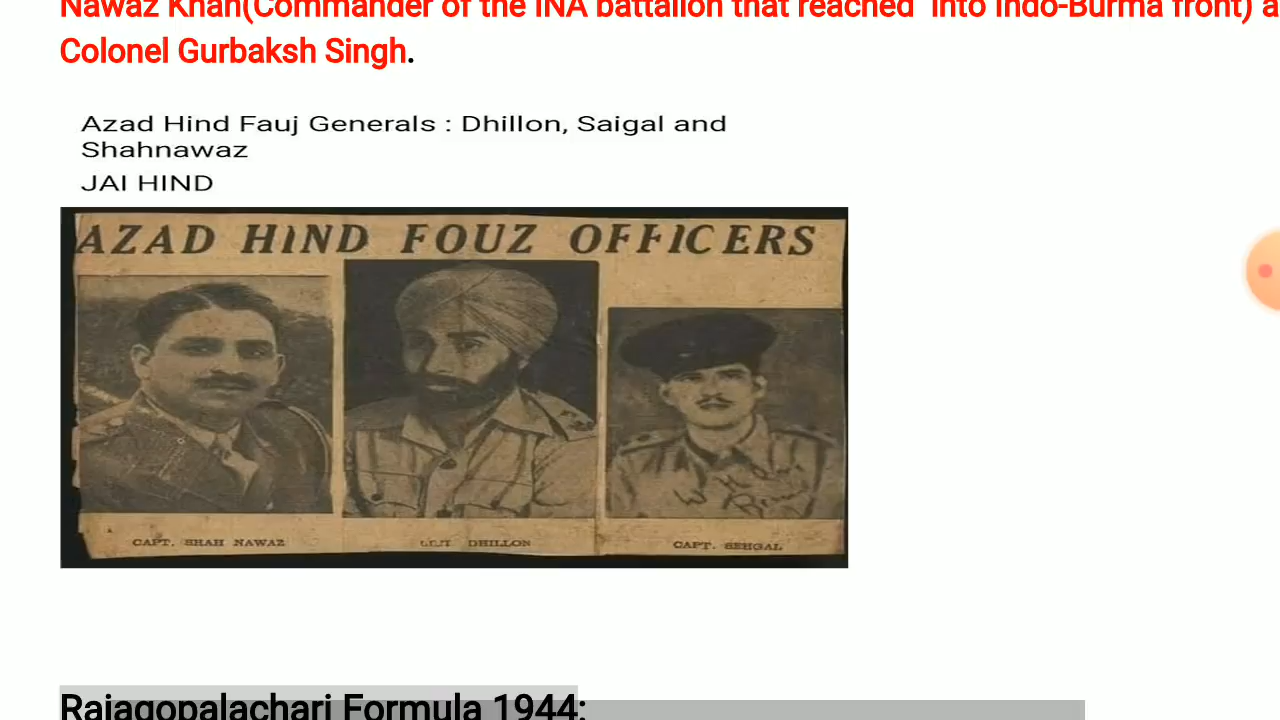 Nawaz Khan(Commander of the INA battalion that reached into Indo-Burma front) a
Colonel Gurbaksh Singh.
Azad Hind Fauj Generals : Dhillon, Saigal and
Shahnawaz
JAI HIND
AZAD HIND FOUZ OFFICERS
CAPT. SHAH NAWAZ
DHILLON
CAPT. SEHGAL
Rajagopalachari Formula 1944: